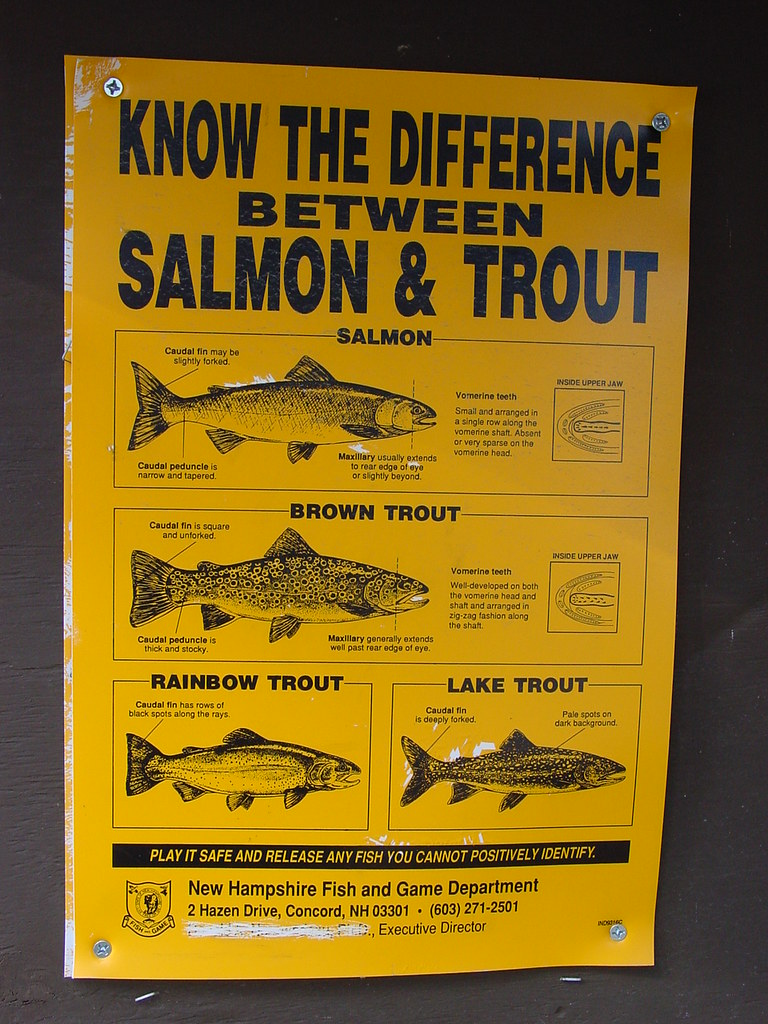 KNOW THE DIFFERENCE
BETWEEN
SALMON & TROUT
SALMON
Caudal fin may be
slightly forked.
Caudal peduncle is
narrow and tapered.
Maxillary usually extends
to rear edge of eye
or slightly beyond.
Vomerine teeth
Small and arranged in
a single row along the
vomerine shaft. Absent
or very sparse on the
vomerine head.
INSIDE UPPER JAW
BROWN TROUT
Caudal fin is square
and unforked.
Caudal peduncle is
thick and stocky.
Maxillary generally extends
well past rear edge of eye.
Vomerine teeth
Well-developed on both
the vomerine head and
shaft and arranged in
zig-zag fashion along
the shaft.
INSIDE UPPER JAW
RAINBOW TROUT
Caudal fin has rows of
black spots along the rays.
LAKE TROUT
Caudal fin
is deeply forked.
Pale spots on
dark background.
PLAY IT SAFE AND RELEASE ANY FISH YOU CANNOT POSITIVELY IDENTIFY.
FISH AND GAME
New Hampshire Fish and Game Department
2 Hazen Drive, Concord, NH 03301 • (603) 271-2501
, Executive Director